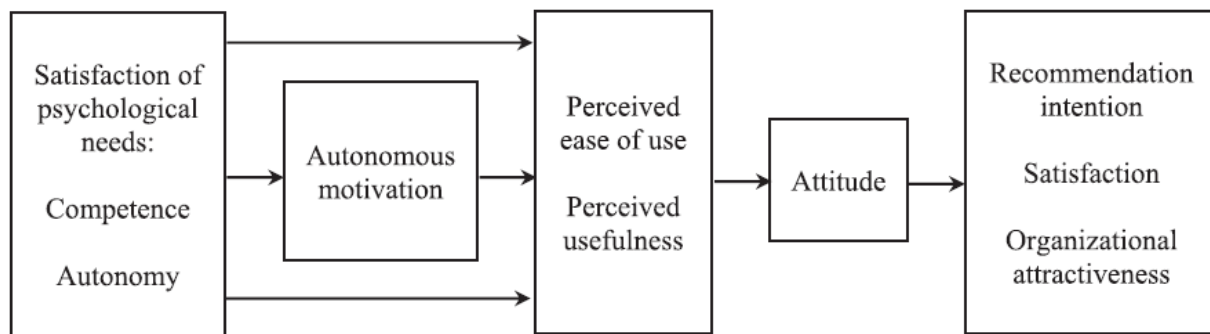 Satisfaction of
psychological
needs:
Competence
Autonomy
Autonomous
motivation
Perceived
ease of use
Perceived
usefulness
Attitude
Recommendation
intention
Satisfaction
Organizational
attractiveness